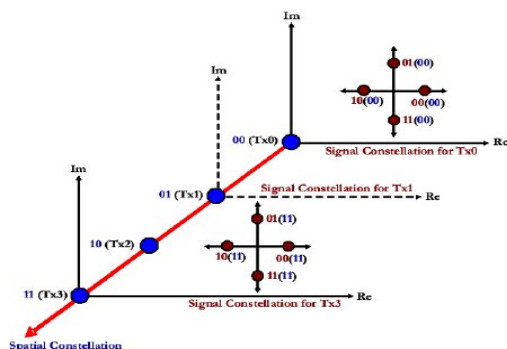 Im
01(00)
10(00) 00(00)
11(00)
00 (Tx0)
Re
Signal Constellation for Tx0
Im
01 (Tx1)
Signal Constellation for Tx1
Re
Im
01(11)
10 (Tx2)
10(11) 00(11)
11(11)
11 (Tx3)
Re
Signal Constellation for Tx3
Spatial Constellation